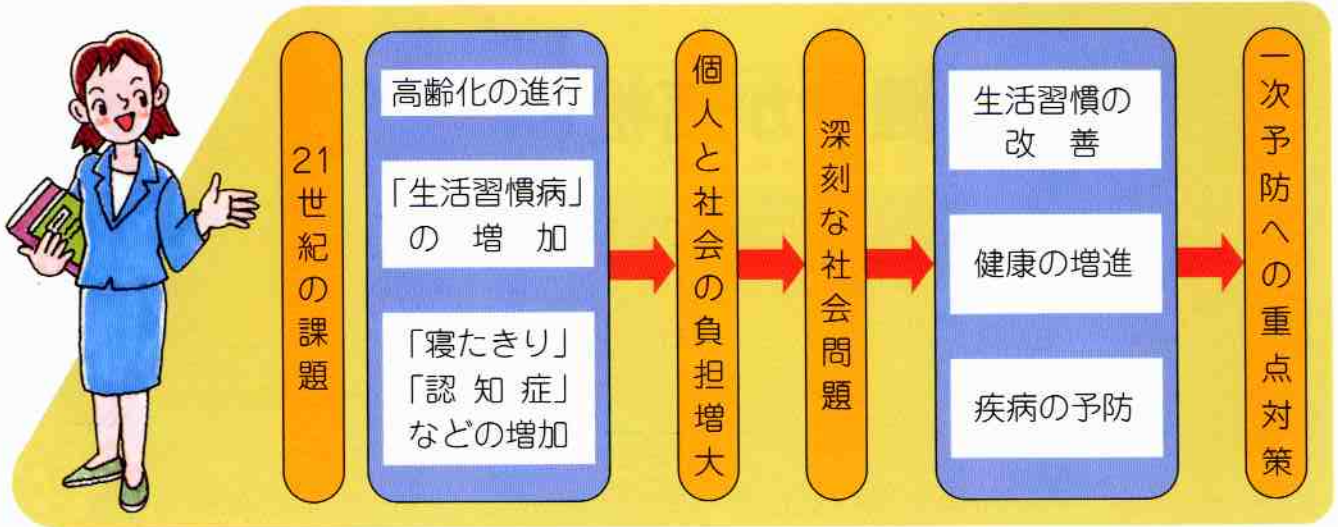 21世紀の課題
高齢化の進行
「生活習慣病」
の増加
「寝たきり」
「認知症」
などの増加
個人と社会の負担増大
深刻な社会問題
生活習慣の
改善
健康の増進
疾病の予防
一次予防への重点対策